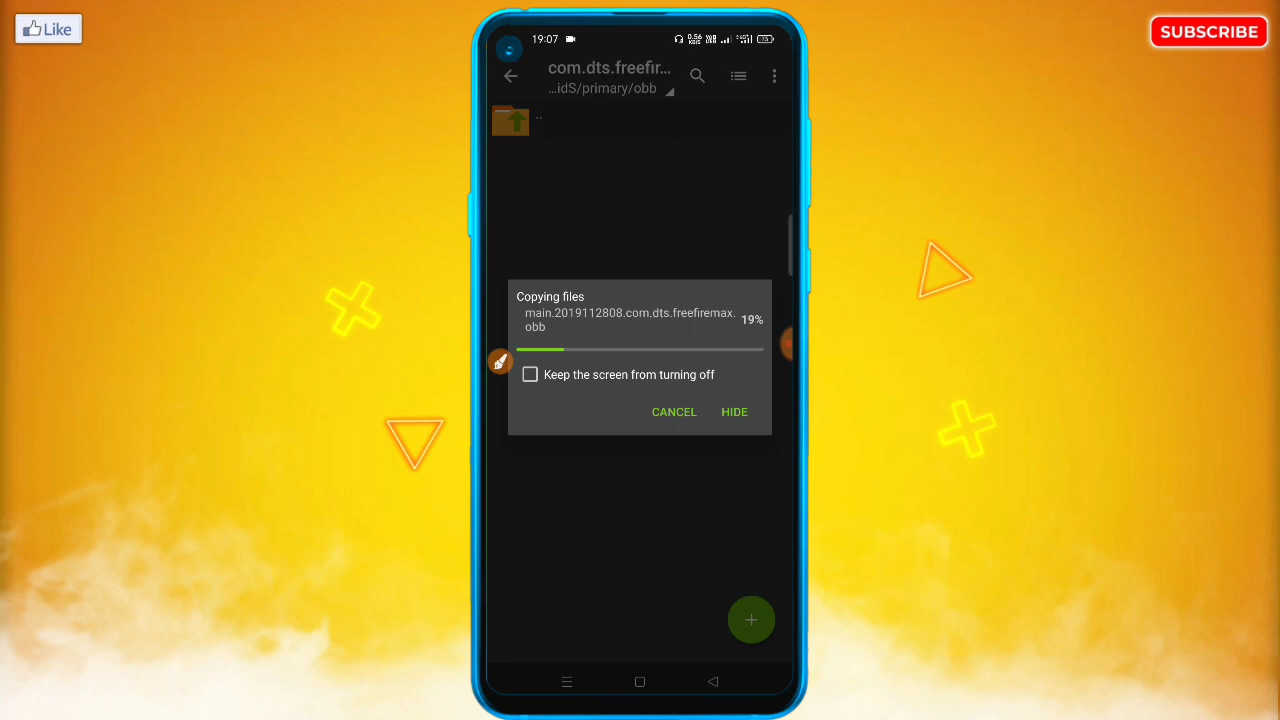 Like
SUBSCRIBE
19:07
com.dts.freefir...
...idS/primary/obb
..
Copying files
main.2019112808.com.dts.freefiremax.
obb
19%
Keep the screen from turning off
CANCEL HIDE